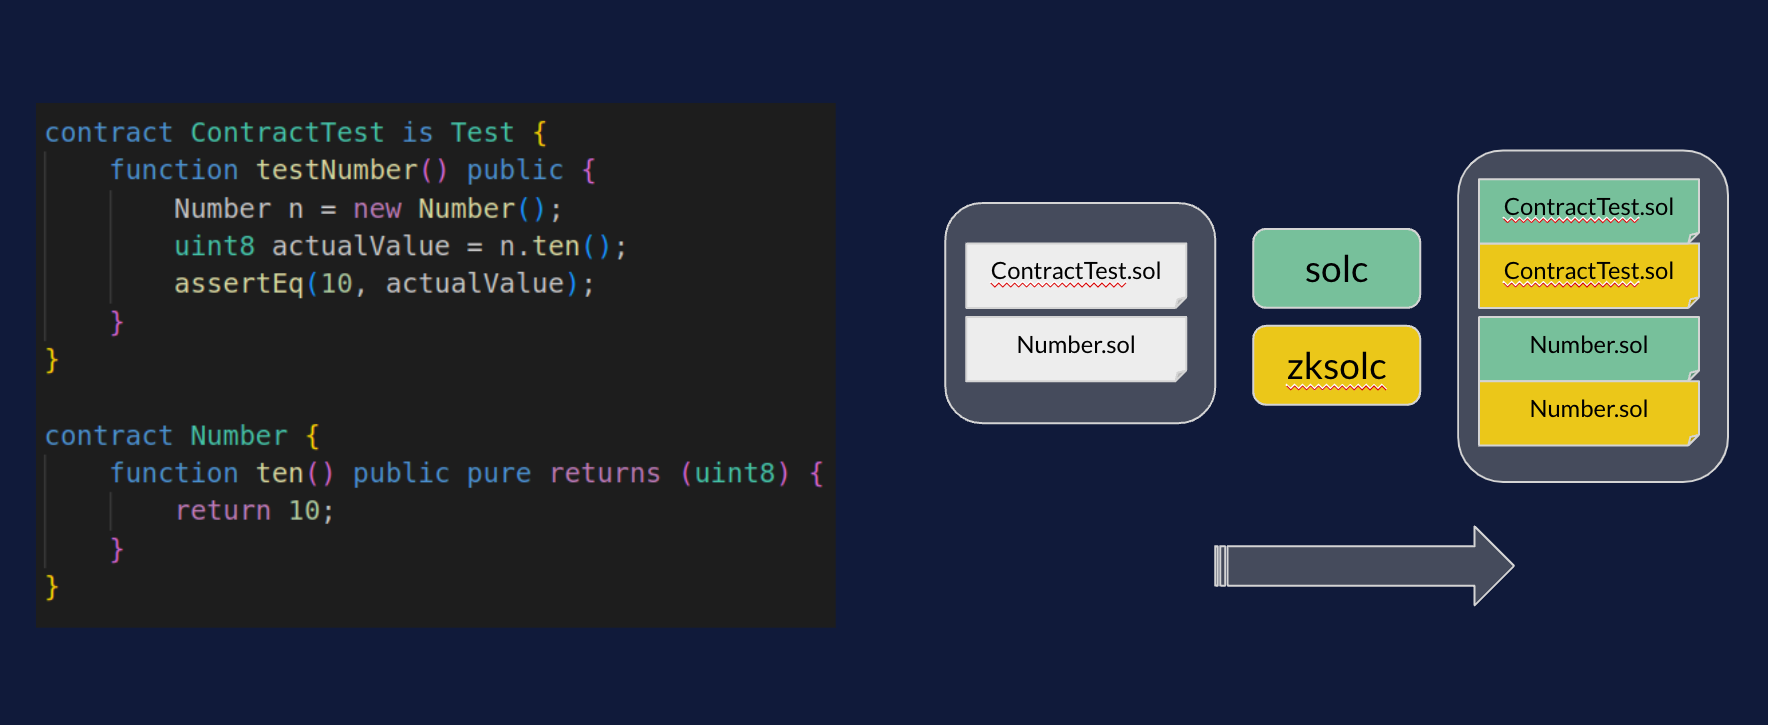 contract ContractTest is Test {
    function testNumber() public {
        Number n = new Number();
        uint8 actualValue = n.ten();
        assertEq(10, actualValue);
    }
}

contract Number {
    function ten() public pure returns (uint8) {
        return 10;
    }
}
ContractTest.sol
Number.sol
solc
zksolc
ContractTest.sol
ContractTest.sol
Number.sol
Number.sol